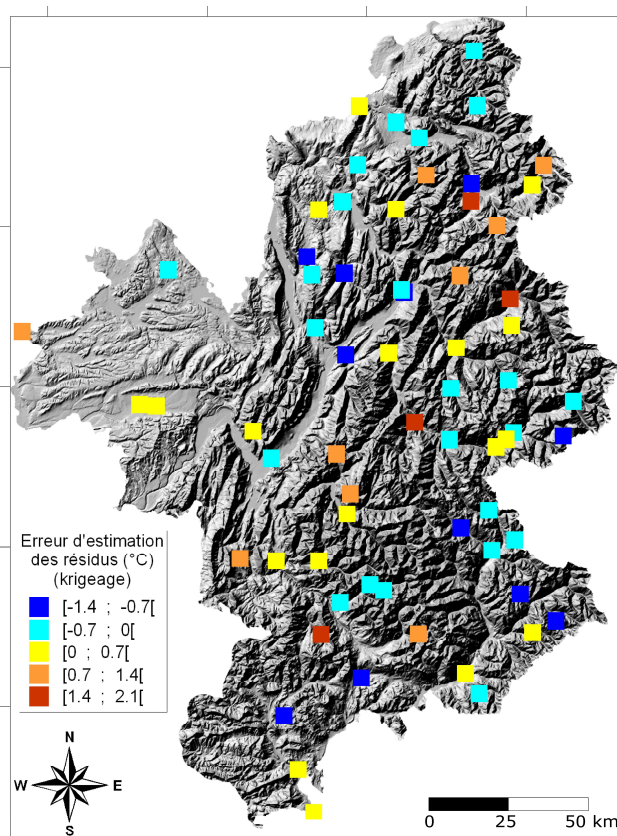 Erreur d'estimation
des résidus (°C)
(krigeage)
[-1.4 ; -0.7[
[-0.7 ; 0[
[0 ; 0.7[
[0.7 ; 1.4[
[1.4 ; 2.1[
N
W E
S
0 25 50 km